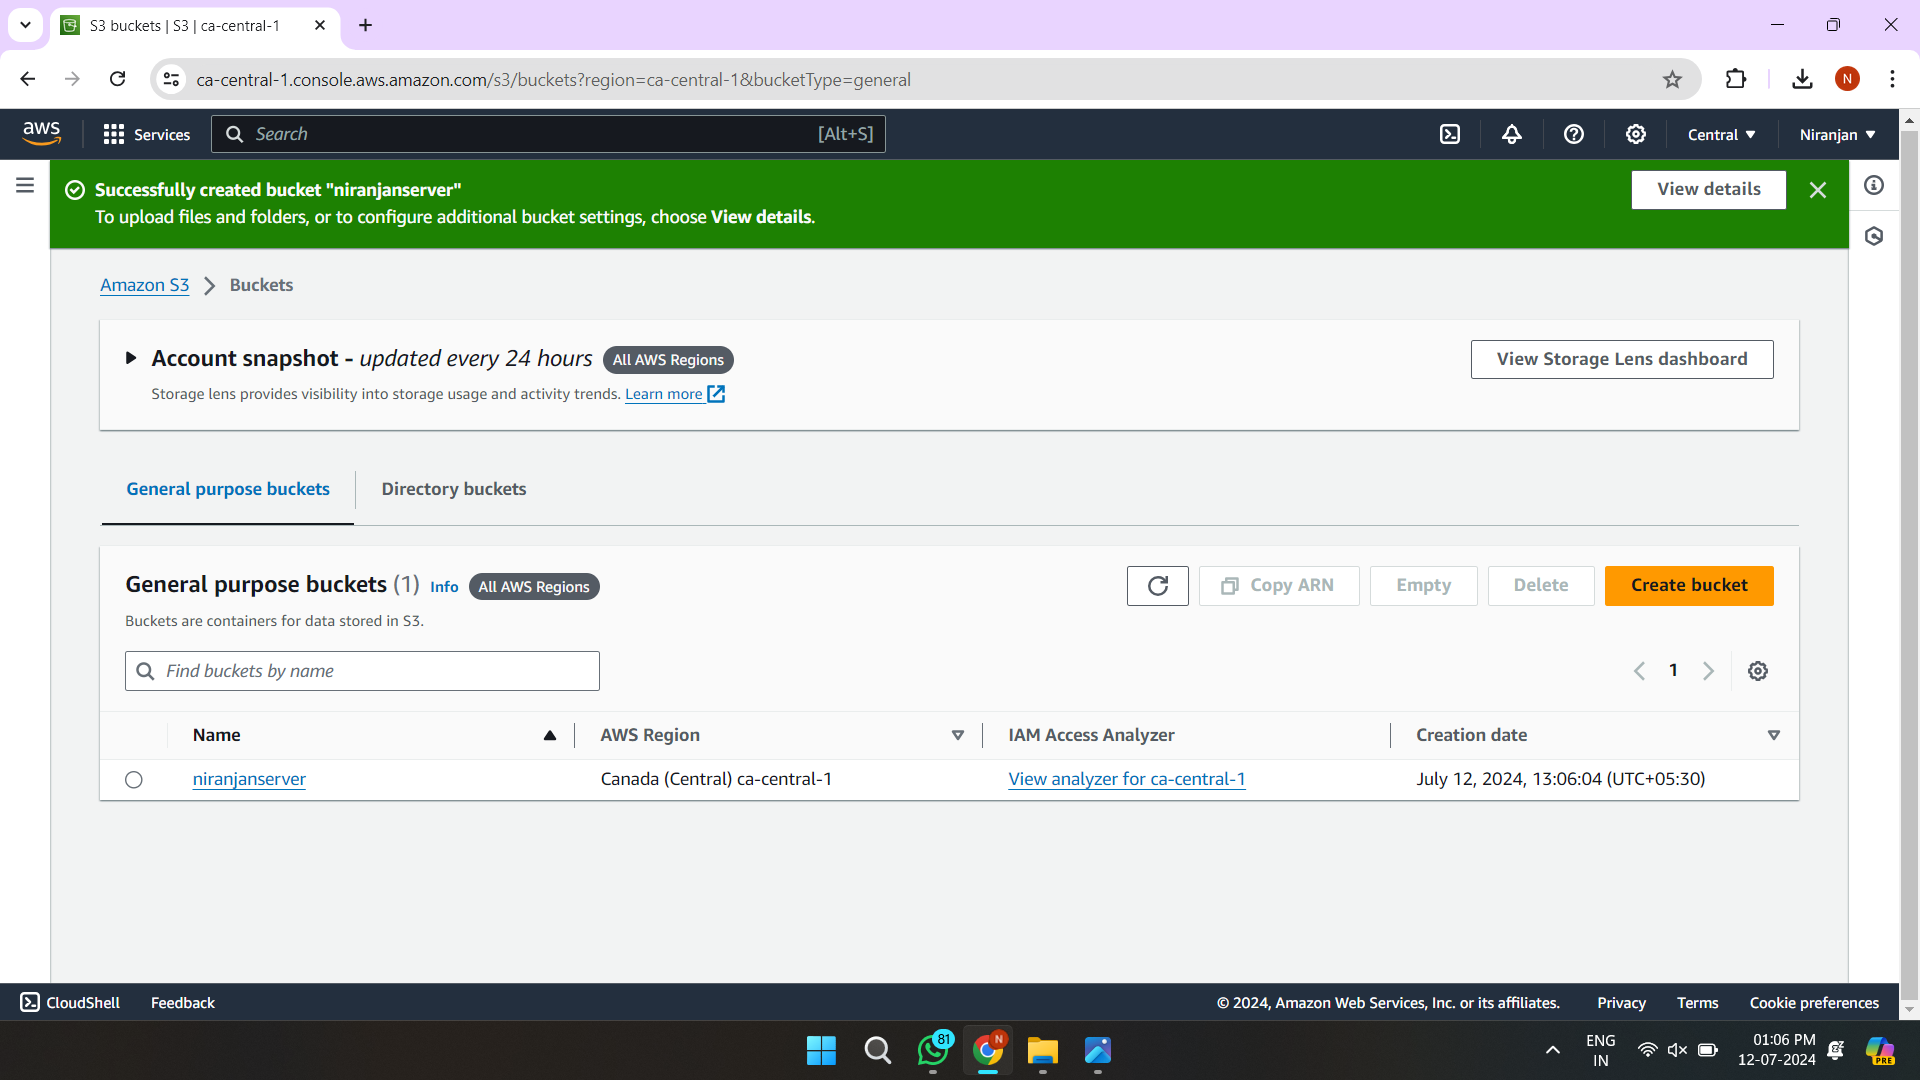 S3 buckets | S3 | ca-central-1
ca-central-1.console.aws.amazon.com/s3/buckets?region=ca-central-1&bucketType=general
N
aws
Services
Search
[Alt+S]
Central
Niranjan
Successfully created bucket "niranjanserver"
To upload files and folders, or to configure additional bucket settings, choose View details.
View details
Amazon S3
Buckets
Account snapshot - updated every 24 hours
All AWS Regions
Storage lens provides visibility into storage usage and activity trends. Learn more
View Storage Lens dashboard
General purpose buckets
Directory buckets
General purpose buckets (1)
Info
All AWS Regions
Buckets are containers for data stored in S3.
Copy ARN
Empty
Delete
Create bucket
Find buckets by name
1
Name
AWS Region
IAM Access Analyzer
Creation date
niranjanserver
Canada (Central) ca-central-1
View analyzer for ca-central-1
July 12, 2024, 13:06:04 (UTC+05:30)
CloudShell
Feedback
© 2024, Amazon Web Services, Inc. or its affiliates.
Privacy
Terms
Cookie preferences
81
N
ENG
IN
01:06 PM
12-07-2024
PRE